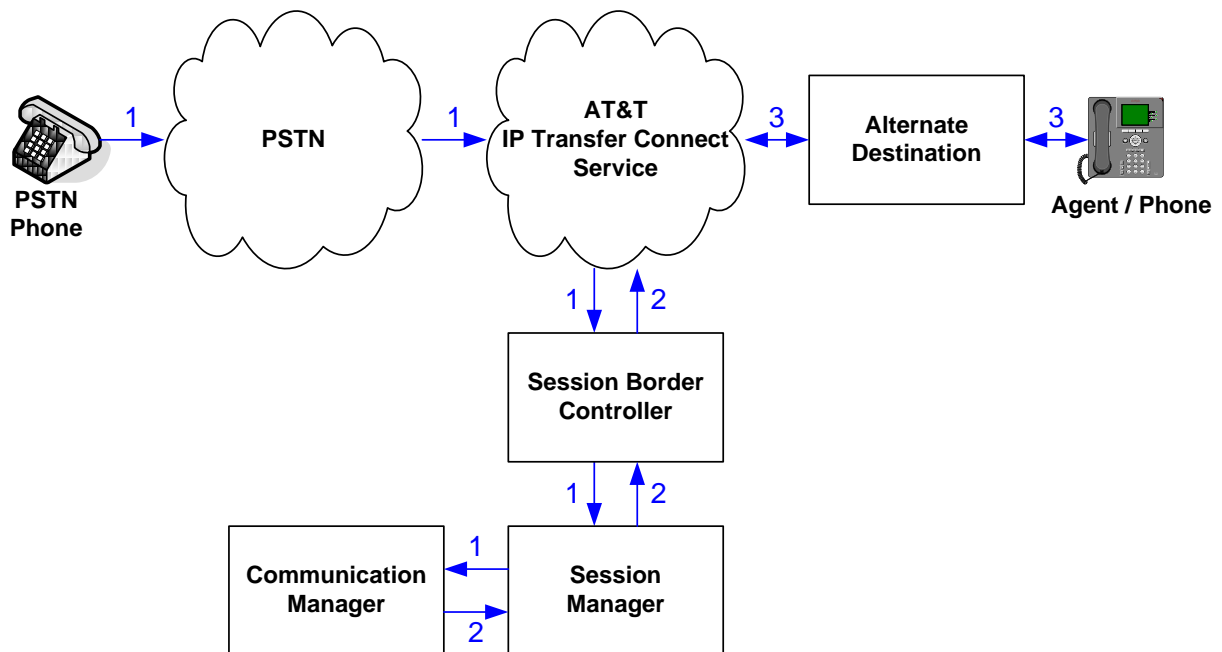 1
PSTN
Phone
PSTN
1
AT&T
IP Transfer Connect
Service
3
Alternate
Destination
3
Agent / Phone
1
2
Session Border
Controller
1
2
Communication
Manager
1
2
Session
Manager